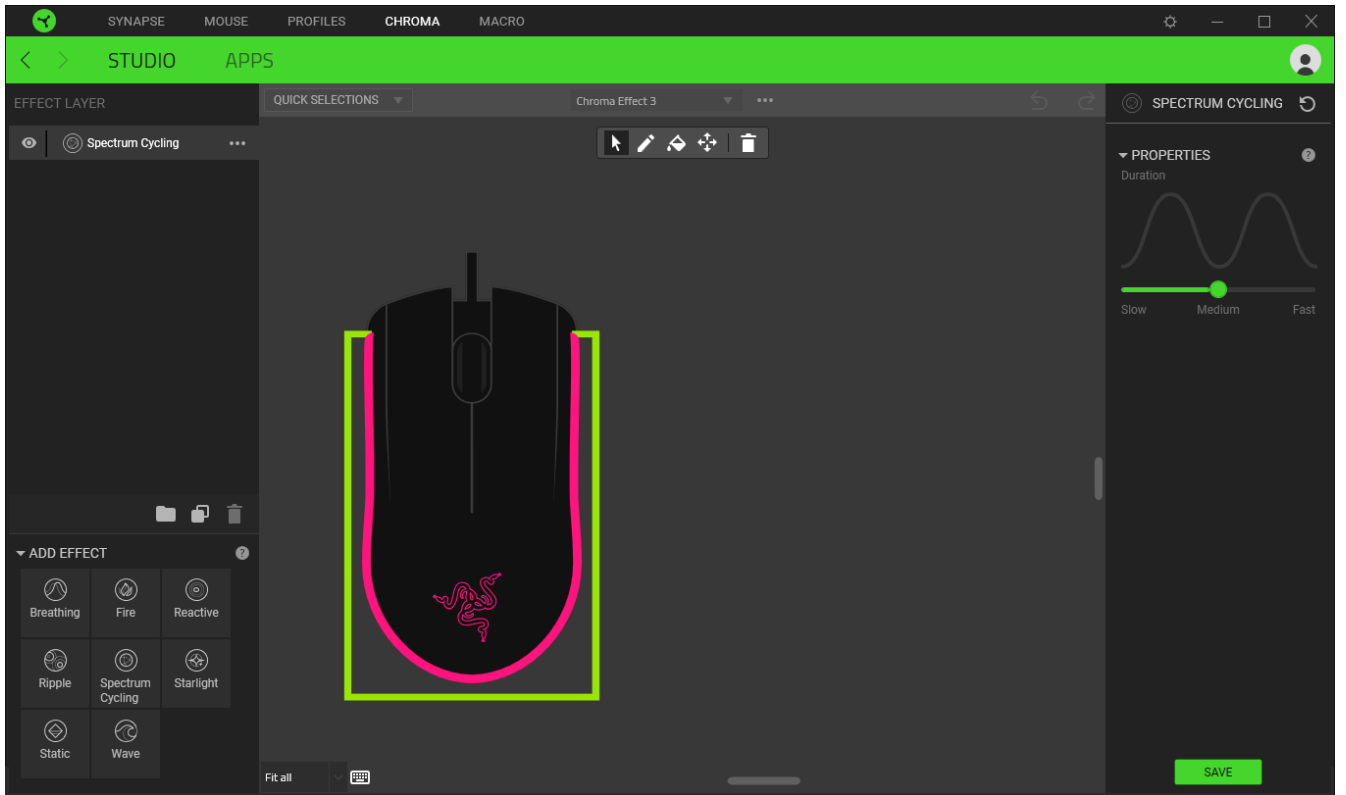 SYNAPSE MOUSE PROFILES CHROMA MACRO
STUDIO APPS
EFFECT LAYER
Spectrum Cycling
QUICK SELECTIONS
Chroma Effect 3
SPECTRUM CYCLING
PROPERTIES
?
Duration
Slow Medium Fast
ADD EFFECT
?
Breathing
Fire
Reactive
Ripple
Spectrum
Cycling
Starlight
Static
Wave
Fit all
SAVE